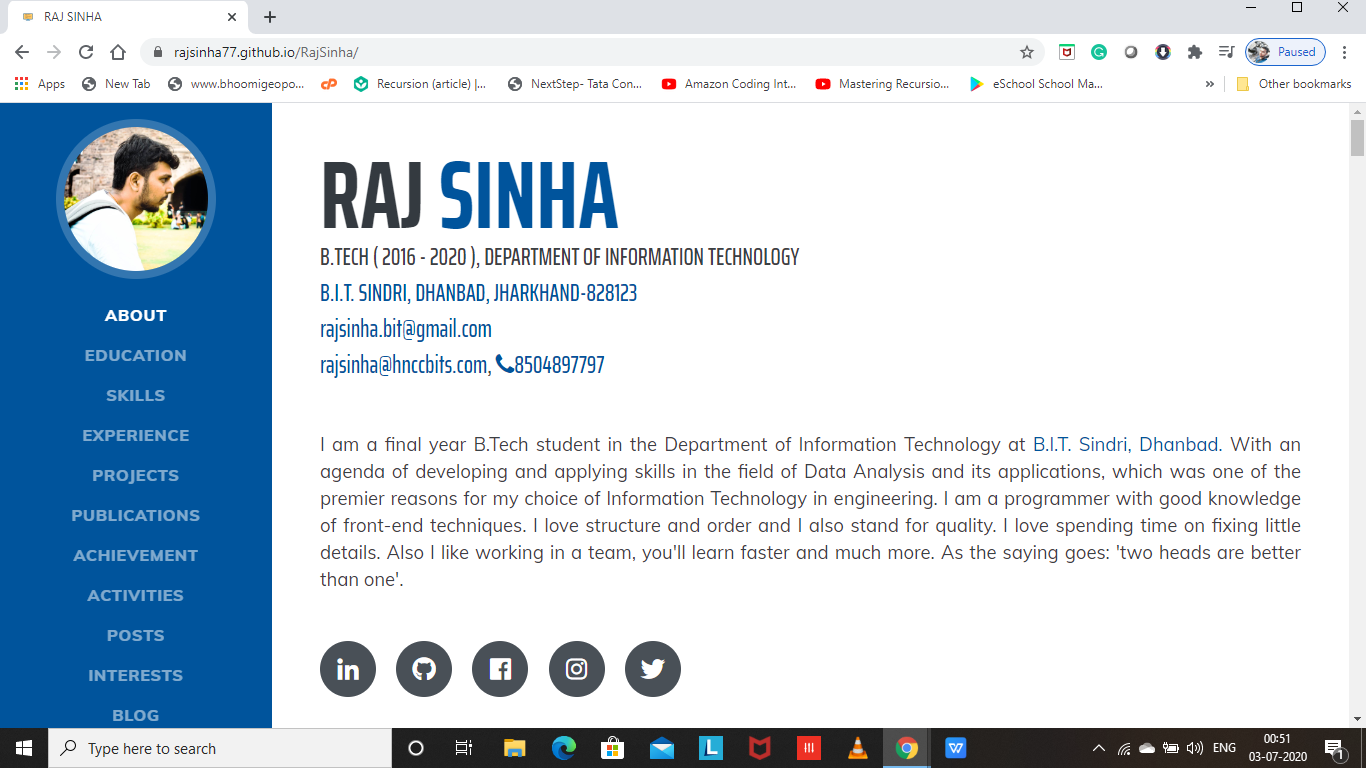 RAJ SINHA
rajsinha77.github.io/RajSinha/
Paused
Apps
New Tab
www.bhoomigeopo...
Recursion (article) |...
NextStep- Tata Con...
Amazon Coding Int...
Mastering Recursio...
eSchool School Ma...
»
Other bookmarks
ABOUT
EDUCATION
SKILLS
EXPERIENCE
PROJECTS
PUBLICATIONS
ACHIEVEMENT
ACTIVITIES
POSTS
INTERESTS
BLOG
RAJ SINHA
B.TECH ( 2016 - 2020 ), DEPARTMENT OF INFORMATION TECHNOLOGY
B.I.T. SINDRI, DHANBAD, JHARKHAND-828123
rajsinha.bit@gmail.com
rajsinha@hnccbits.com, 8504897797
I am a final year B.Tech student in the Department of Information Technology at B.I.T. Sindri, Dhanbad. With an
agenda of developing and applying skills in the field of Data Analysis and its applications, which was one of the
premier reasons for my choice of Information Technology in engineering. I am a programmer with good knowledge
of front-end techniques. I love structure and order and I also stand for quality. I love spending time on fixing little
details. Also I like working in a team, you'll learn faster and much more. As the saying goes: 'two heads are better
than one'.
in
Type here to search
L
W
ENG
00:51
03-07-2020
1